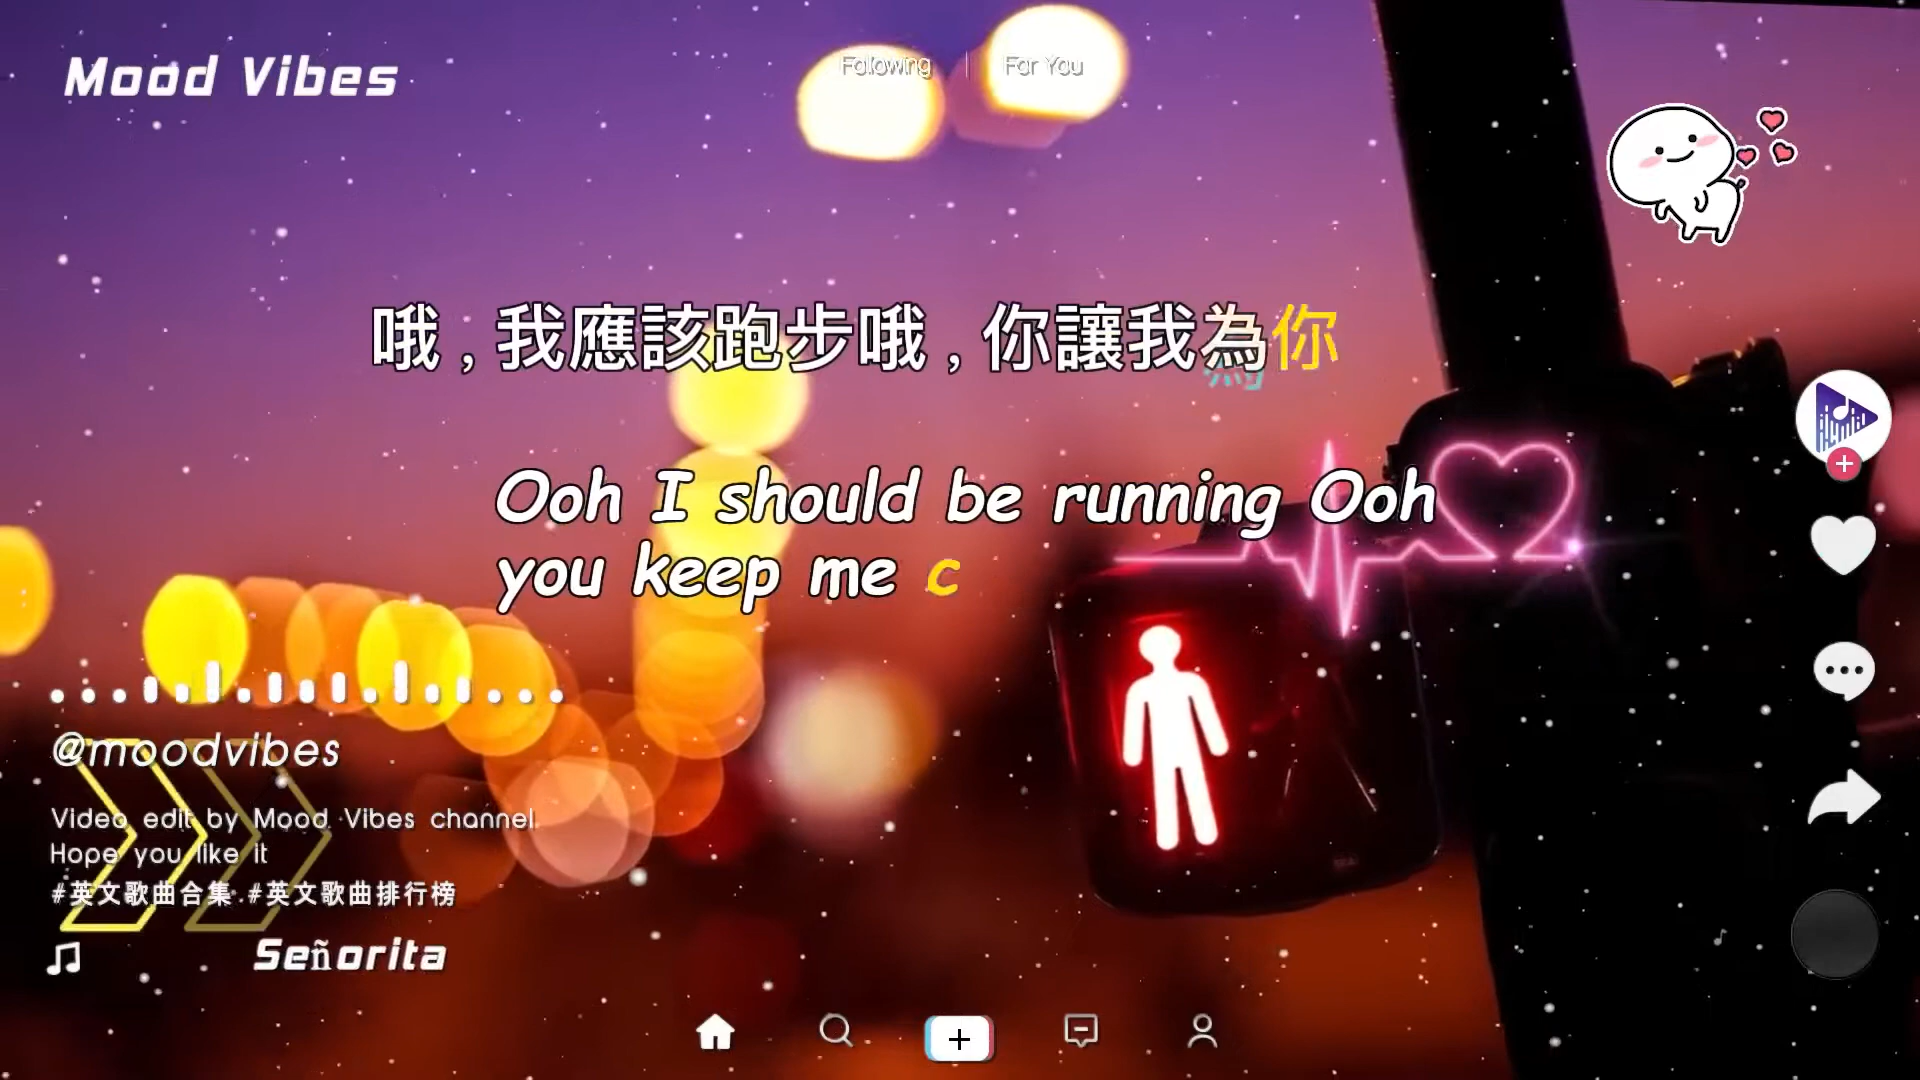 Mood Vibes
Following | For You
哦，我應該跑步哦，你讓我為你
Ooh I should be running Ooh
you keep me c
@moodvibes
Video edit by Mood Vibes channel
Hope you like it
#英文歌曲合集 #英文歌曲排行榜
Señorita